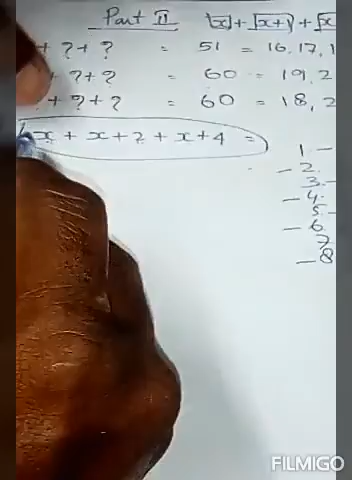 Part II x + x+1 + x
+ ? + ? = 51 = 16, 17, 1
+ ? + ? = 60 = 19, 2
? + ? + ? = 60 = 18, 2
x + x + 2 + x + 4 =
1 -
- 2.
3. -
- 4.
5 -
- 6
7
- 8
FILMIGO